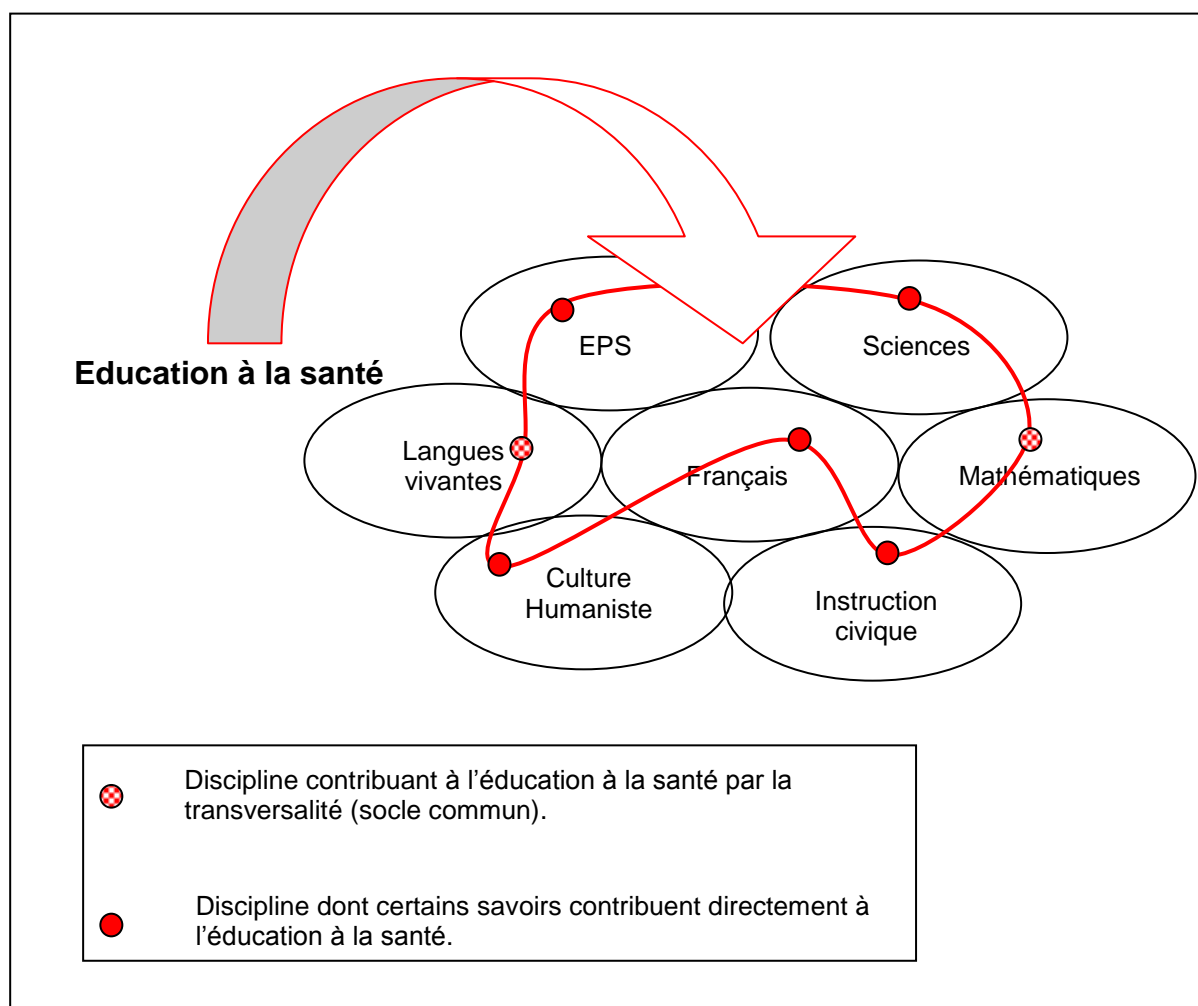 EPS
Sciences
Education à la santé
Langues
vivantes
Français
Mathématiques
Culture
Humaniste
Instruction
civique
Discipline contribuant à l’éducation à la santé par la
transversalité (socle commun).
Discipline dont certains savoirs contribuent directement à
l’éducation à la santé.